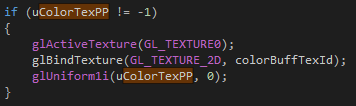 if (uColorTexPP != -1)
{
glActiveTexture(GL_TEXTURE0);
glBindTexture(GL_TEXTURE_2D, colorBuffTexId);
glUniform1i(uColorTexPP, 0);
}